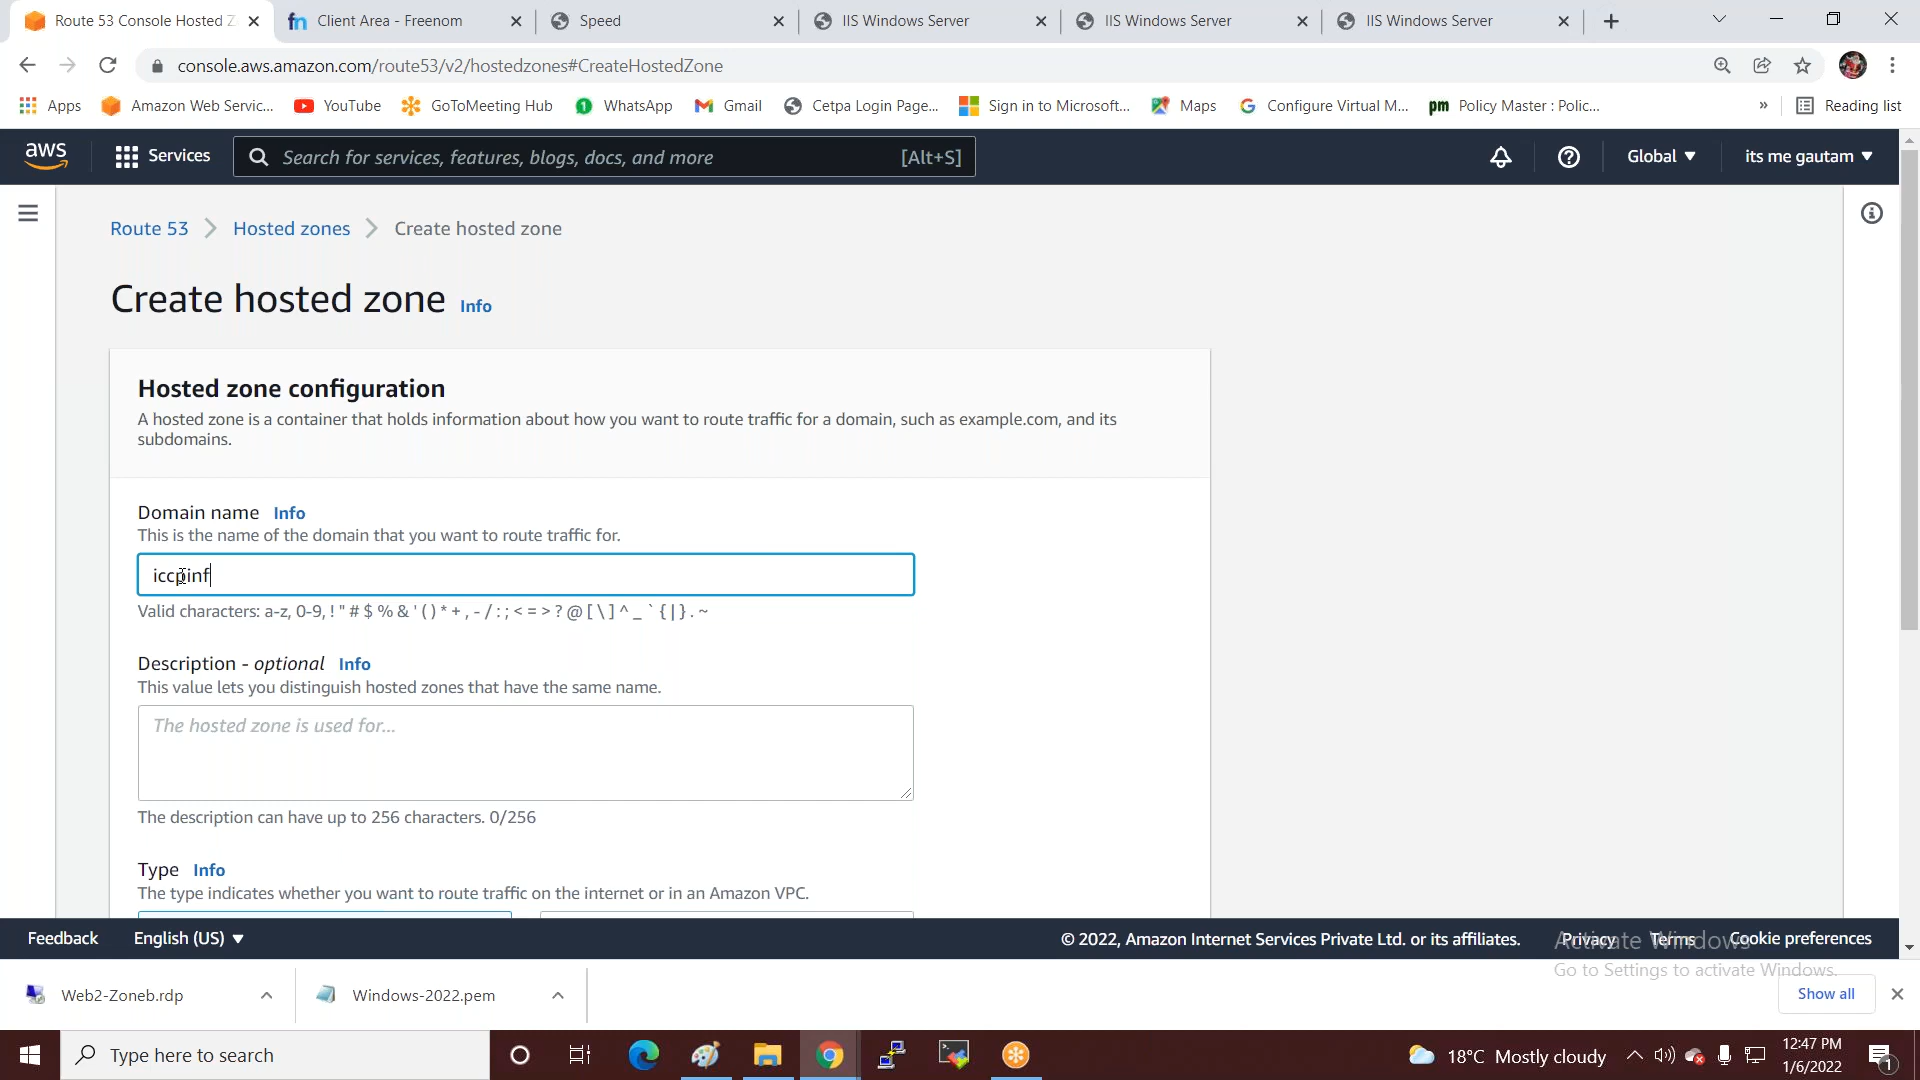 Route 53 Console Hosted Z
Client Area - Freenom
Speed
IIS Windows Server
IIS Windows Server
IIS Windows Server
console.aws.amazon.com/route53/v2/hostedzones#CreateHostedZone
Apps
Amazon Web Servic...
YouTube
GoToMeeting Hub
WhatsApp
Gmail
Cetpa Login Page...
Sign in to Microsoft...
Maps
Configure Virtual M...
pm Policy Master : Polic...
»
Reading list
aws
Services
Search for services, features, blogs, docs, and more [Alt+S]
Global
its me gautam
Route 53 > Hosted zones > Create hosted zone
Create hosted zone Info
Hosted zone configuration
A hosted zone is a container that holds information about how you want to route traffic for a domain, such as example.com, and its
subdomains.
Domain name Info
This is the name of the domain that you want to route traffic for.
iccpinf
Valid characters: a-z, 0-9, ! " # $ % & ' ( ) * + , - / : ; < = > ? @ [ \ ] ^ _ ` { | } . ~
Description - optional Info
This value lets you distinguish hosted zones that have the same name.
The hosted zone is used for...
The description can have up to 256 characters. 0/256
Type Info
The type indicates whether you want to route traffic on the internet or in an Amazon VPC.
Feedback
English (US)
© 2022, Amazon Internet Services Private Ltd. or its affiliates.
Privacy
Terms
Cookie preferences
Activate Windows
Go to Settings to activate Windows.
Web2-Zoneb.rdp
Windows-2022.pem
Show all
Type here to search
18°C Mostly cloudy
12:47 PM
1/6/2022
1